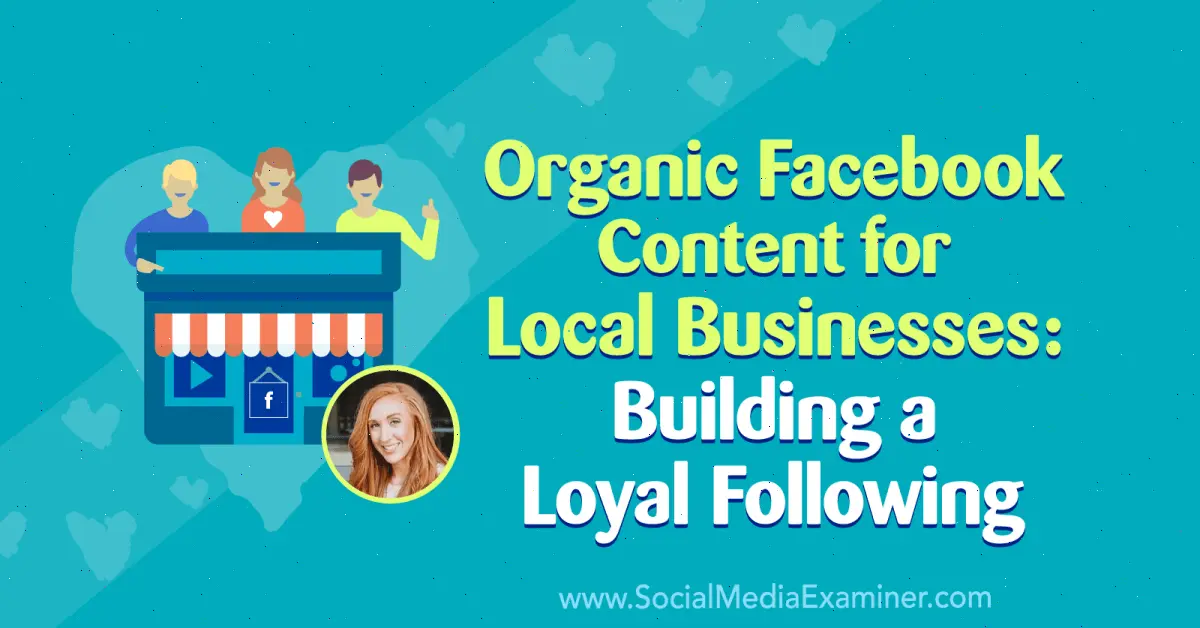 Organic Facebook
Content for
Local Businesses:
Building a
Loyal Following
f
www.SocialMediaExaminer.com